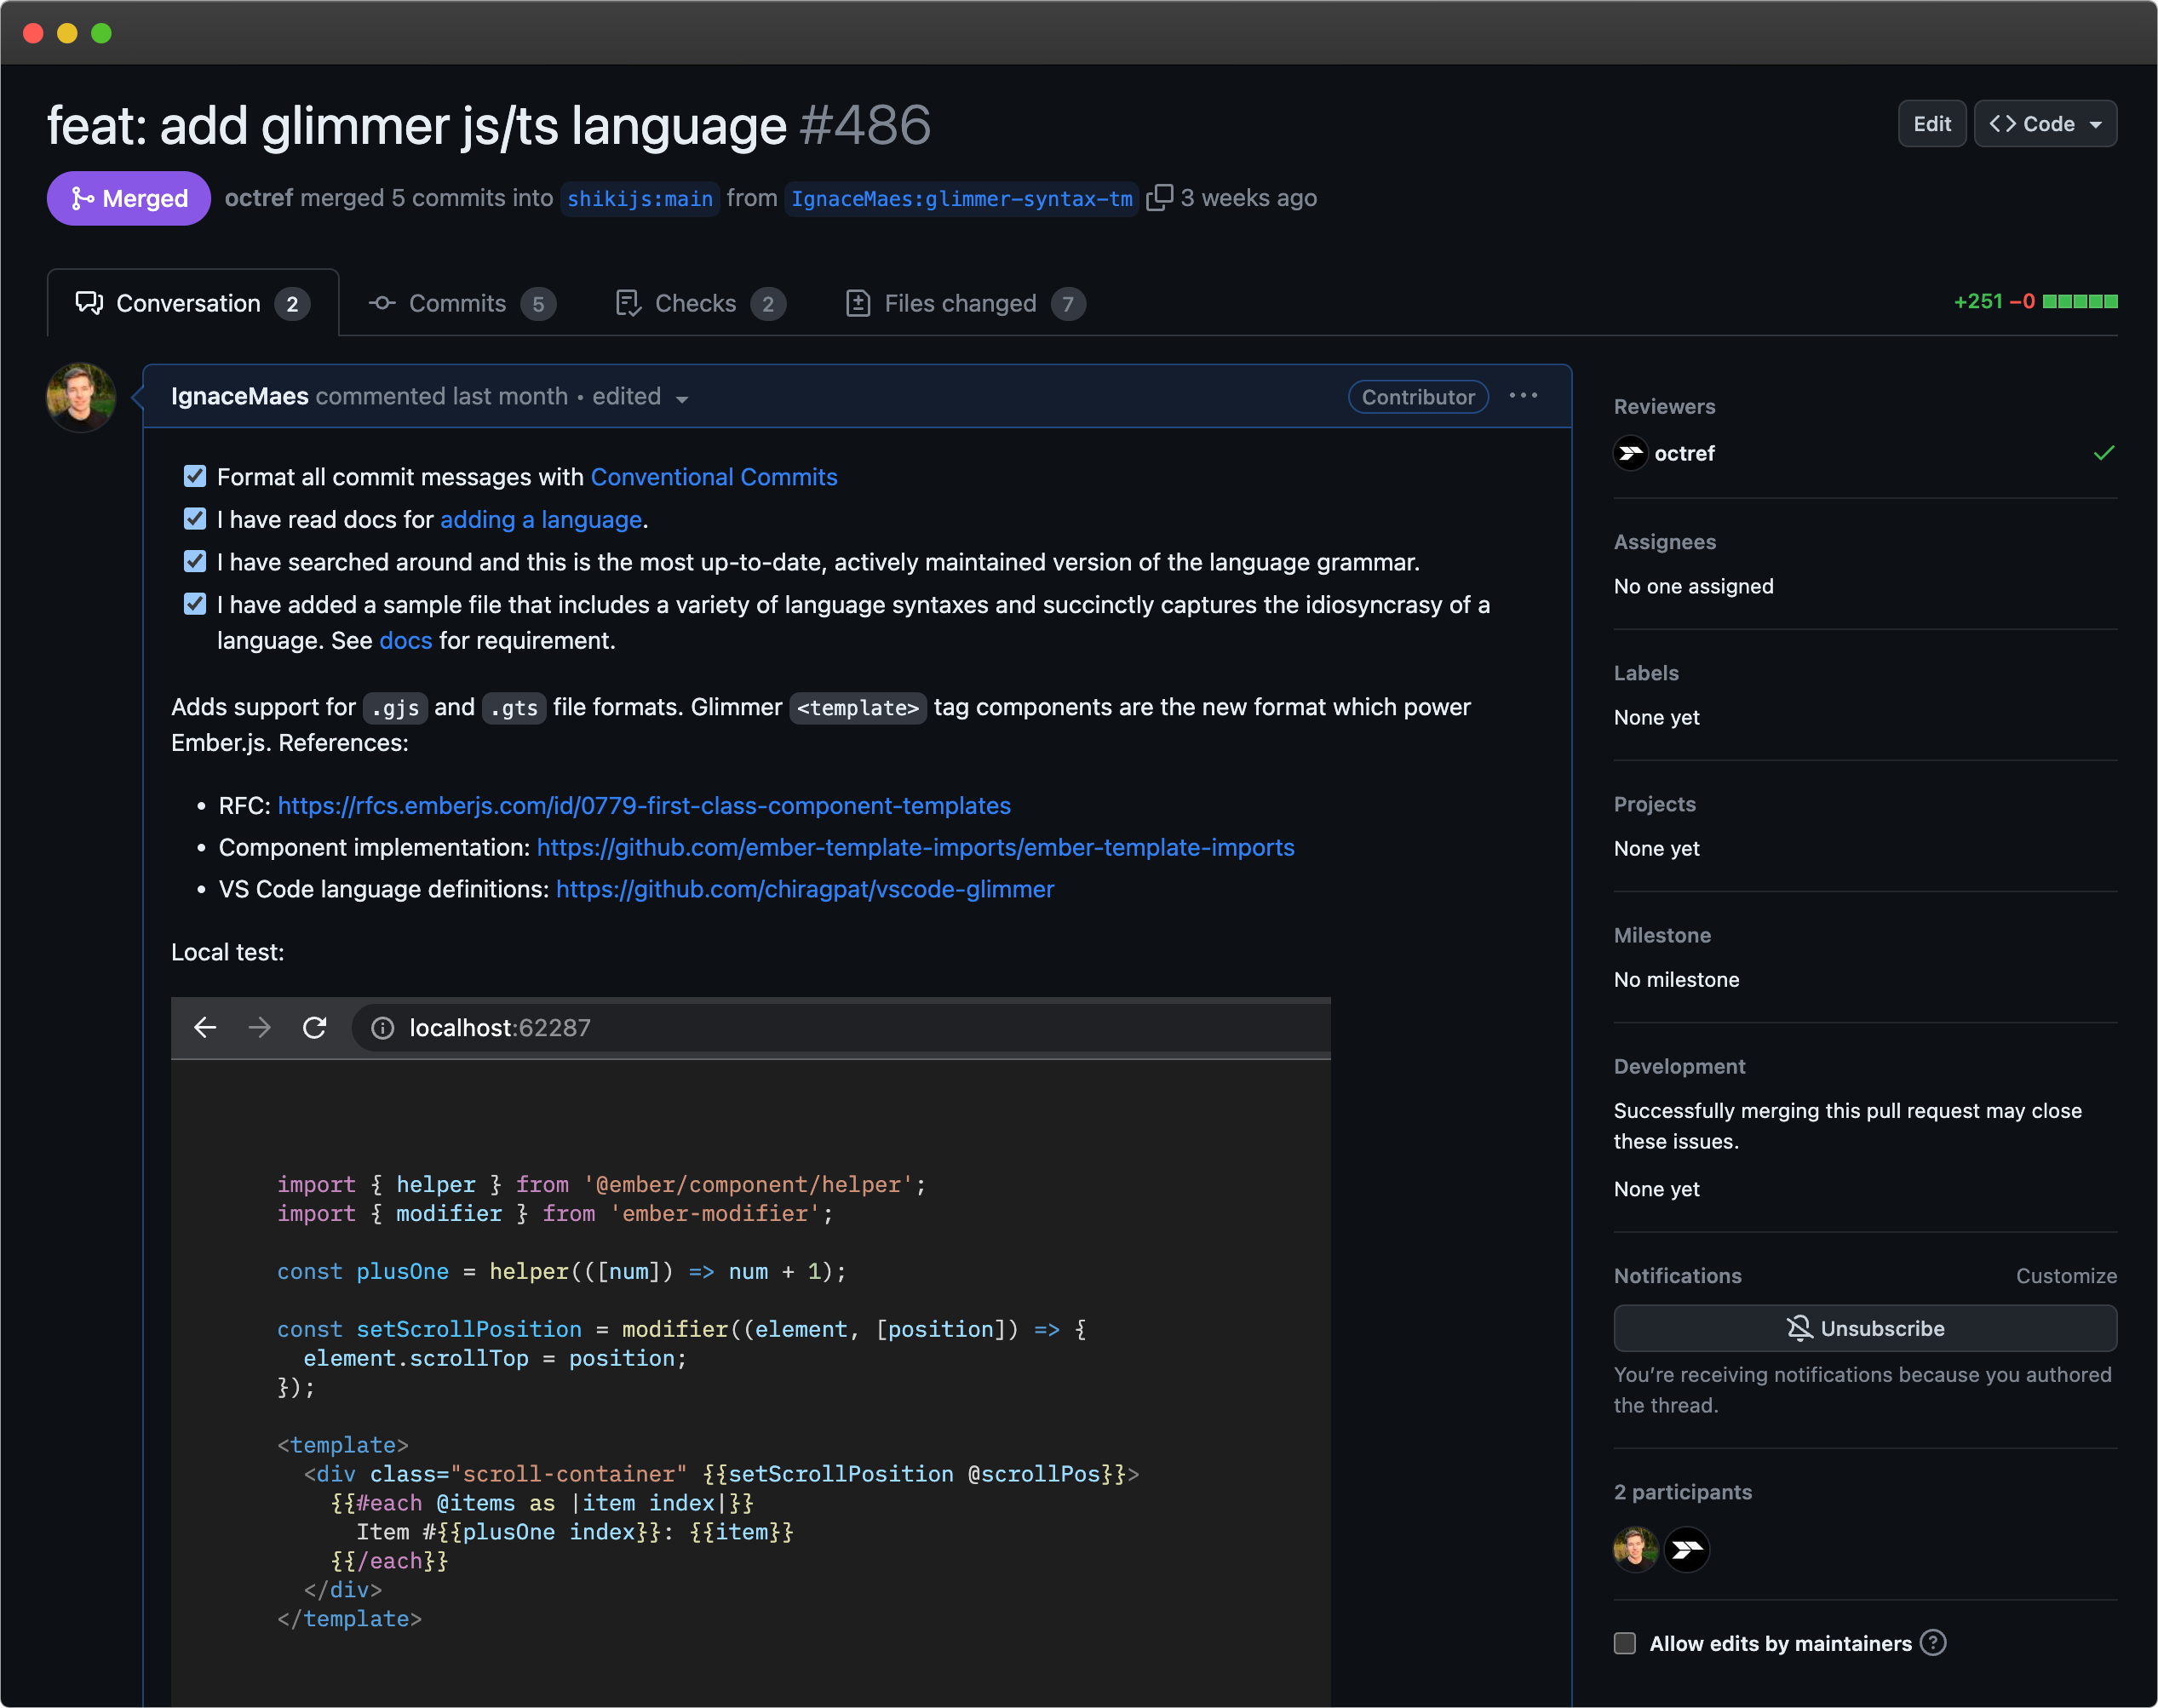 feat: add glimmer js/ts language #486
Edit
Code
Merged
octref merged 5 commits into shikijs:main from IgnaceMaes:glimmer-syntax-tm 3 weeks ago
Conversation 2
Commits 5
Checks 2
Files changed 7
+251 −0
IgnaceMaes commented last month • edited
Contributor
Format all commit messages with Conventional Commits
I have read docs for adding a language.
I have searched around and this is the most up-to-date, actively maintained version of the language grammar.
I have added a sample file that includes a variety of language syntaxes and succinctly captures the idiosyncrasy of a
language. See docs for requirement.
Adds support for .gjs and .gts file formats. Glimmer <template> tag components are the new format which power
Ember.js. References:
• RFC: https://rfcs.emberjs.com/id/0779-first-class-component-templates
• Component implementation: https://github.com/ember-template-imports/ember-template-imports
• VS Code language definitions: https://github.com/chiragpat/vscode-glimmer
Local test:
localhost:62287
import { helper } from '@ember/component/helper';
import { modifier } from 'ember-modifier';
const plusOne = helper(([num]) => num + 1);
const setScrollPosition = modifier((element, [position]) => {
element.scrollTop = position;
});
<template>
<div class="scroll-container" {{setScrollPosition @scrollPos}}>
{{#each @items as |item index|}}
Item #{{plusOne index}}: {{item}}
{{/each}}
</div>
</template>
Reviewers
octref
Assignees
No one assigned
Labels
None yet
Projects
None yet
Milestone
No milestone
Development
Successfully merging this pull request may close
these issues.
None yet
Notifications
Customize
Unsubscribe
You're receiving notifications because you authored
the thread.
2 participants
Allow edits by maintainers